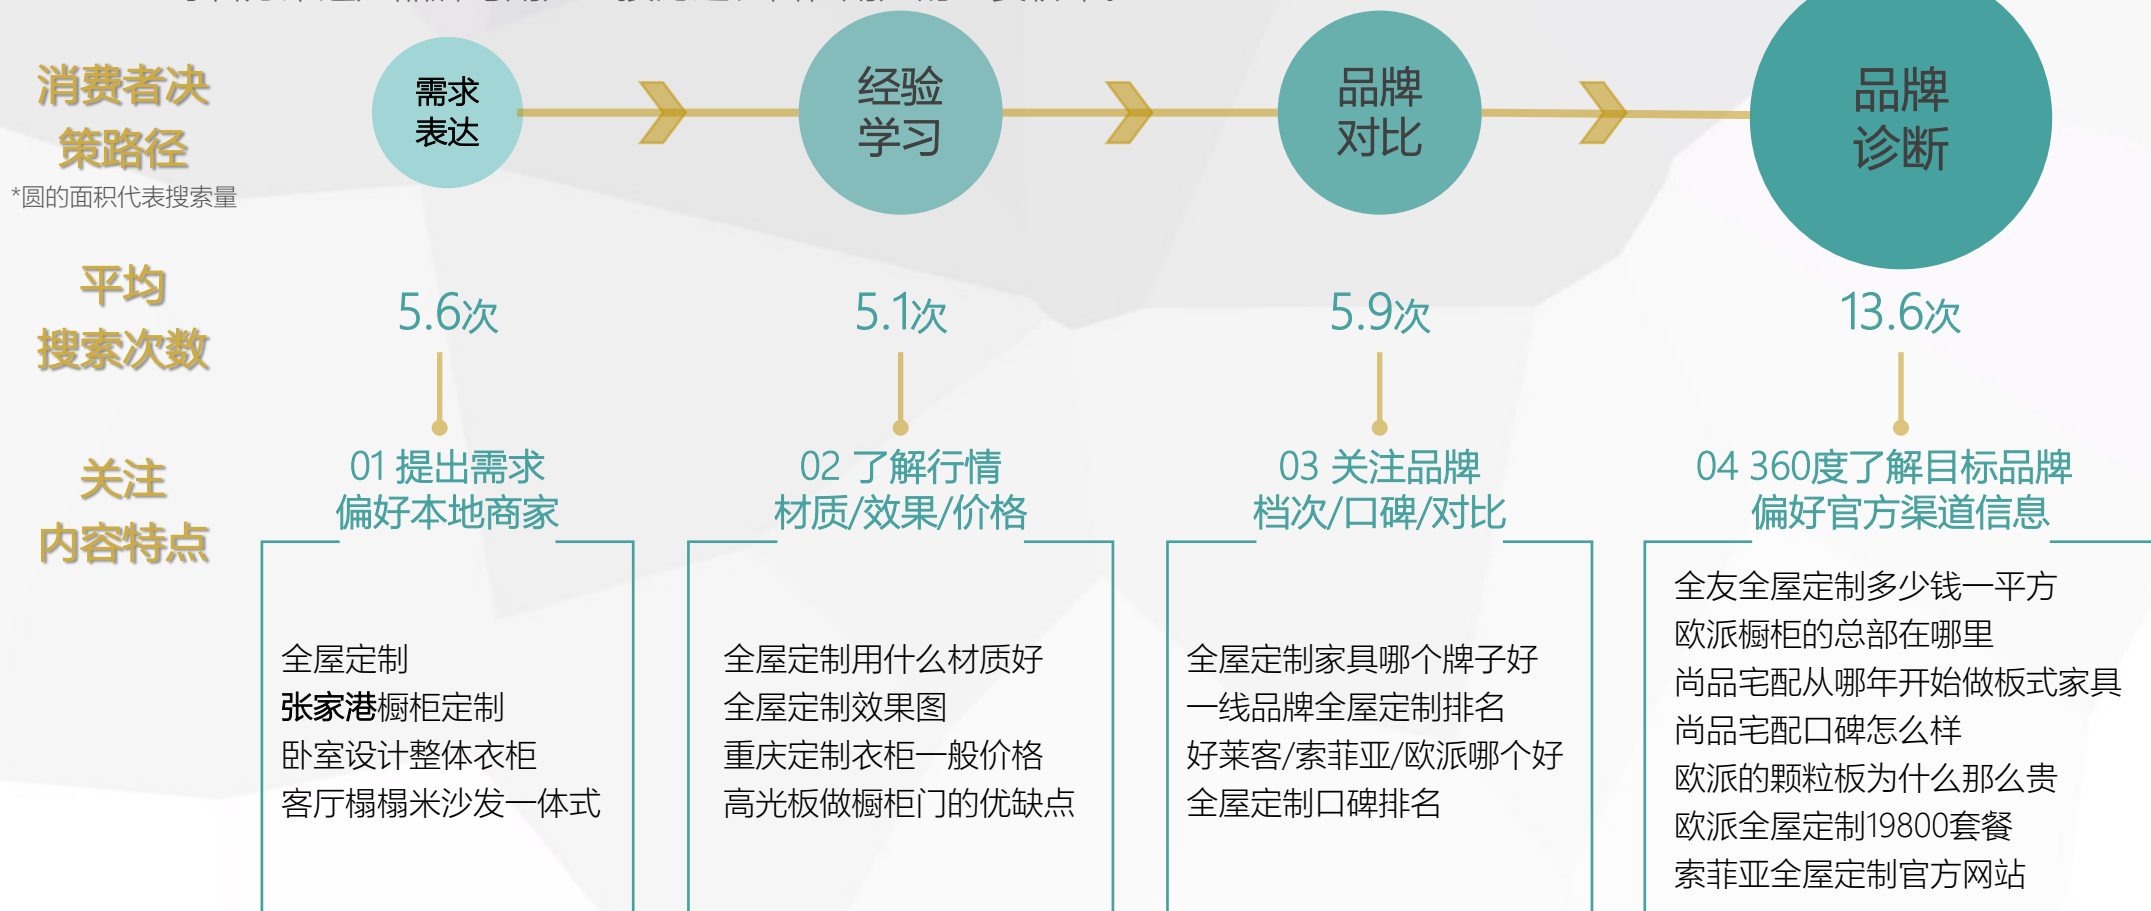 消费者决
策路径
*圆的面积代表搜索量
需求
表达
经验
学习
品牌
对比
品牌
诊断
平均
搜索次数
5.6次
5.1次
5.9次
13.6次
关注
内容特点
01 提出需求
偏好本地商家
全屋定制
张家港橱柜定制
卧室设计整体衣柜
客厅榻榻米沙发一体式
02 了解行情
材质/效果/价格
全屋定制用什么材质好
全屋定制效果图
重庆定制衣柜一般价格
高光板做橱柜门的优缺点
03 关注品牌
档次/口碑/对比
全屋定制家具哪个牌子好
一线品牌全屋定制排名
好莱客/索菲亚/欧派哪个好
全屋定制口碑排名
04 360度了解目标品牌
偏好官方渠道信息
全友全屋定制多少钱一平方
欧派橱柜的总部在哪里
尚品宅配从哪年开始做板式家具
尚品宅配口碑怎么样
欧派的颗粒板为什么那么贵
欧派全屋定制19800套餐
索菲亚全屋定制官方网站